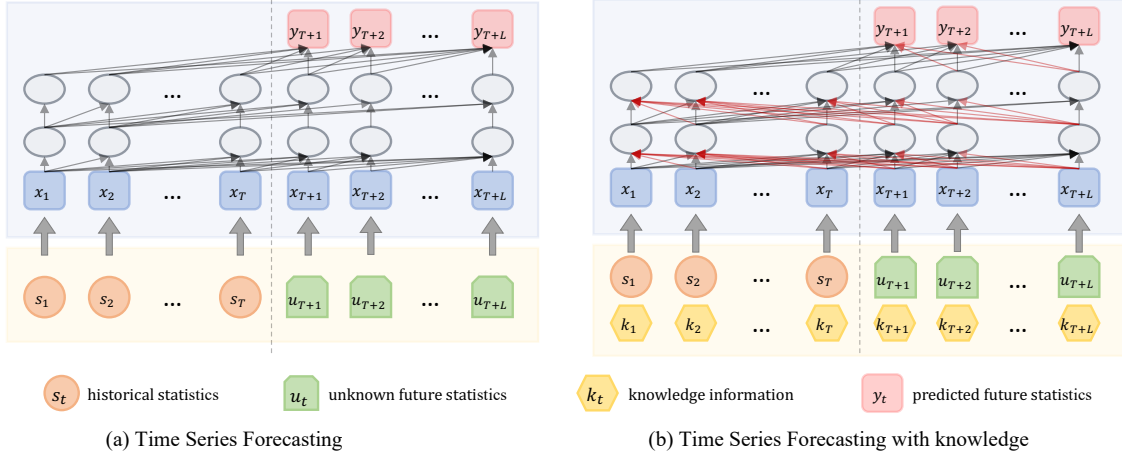 y_{T+1} y_{T+2} ... y_{T+L}
...
...
x_1 x_2 ... x_T x_{T+1} x_{T+2} ... x_{T+L}
s_1 s_2 ... s_T u_{T+1} u_{T+2} ... u_{T+L}
y_{T+1} y_{T+2} ... y_{T+L}
... ...
x_1 x_2 ... x_T x_{T+1} x_{T+2} ... x_{T+L}
s_1 s_2 ... s_T u_{T+1} u_{T+2} ... u_{T+L}
k_1 k_2 ... k_T k_{T+1} k_{T+2} ... k_{T+L}
s_t historical statistics u_t unknown future statistics k_t knowledge information y_t predicted future statistics
(a) Time Series Forecasting
(b) Time Series Forecasting with knowledge